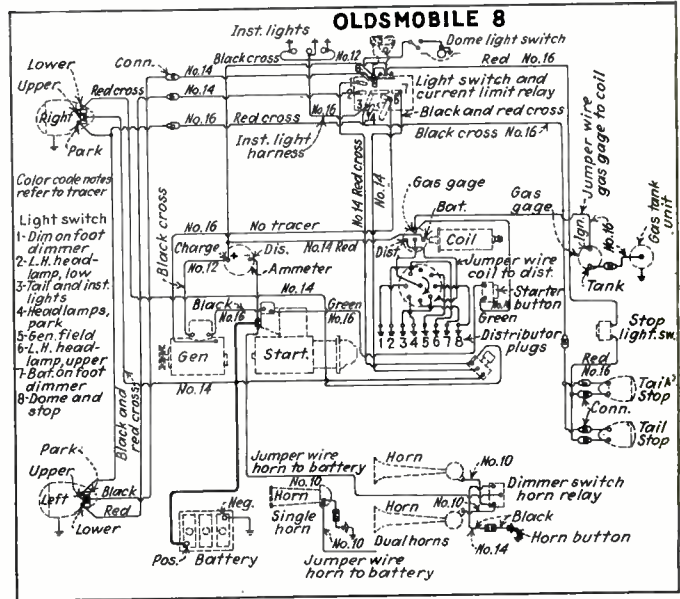 OLDSMOBILE 8
Inst. lights
Dome light switch
Lower
Conn.
Black cross
No.12
Red No.16
Upper
Red cross
No.14
Light switch and
current limit relay
No.14
Right
No.16
Red cross
No.16
Black and red cross
Black cross No.16
Park
Inst. light
harness
Jumper wire
gas gage to coil
Color code notes
refer to tracer
No 14 Red cross
No.14
Gas gage
Gas
gage
Bat.
Ign.
No.16
Gas tank
unit
Light switch
1-Dim on foot
dimmer
2-L.H. head-
lamp, low
3-Tail and inst.
lights
4-Headlamps,
park
5-Gen. field
6-L.H. head-
lamp, upper
7-Bat. on foot
dimmer
8-Dome and
stop
Black cross
No.16
No tracer
Charge
Dis.
No.14 Red
Dist.
Coil
No.12
Ammeter
Jumper wire
coil to dist.
Tank
No.14
Black
No.16
Green
No.16
Starter
button
Green
1 2 3 4 5 6 7 8
Distributor
plugs
Stop
light sw.
Gen
Start.
Red
No.16
Tail
Stop
No.14
Conn.
Black and
red cross
Tail
Stop
Park
Upper
Jumper wire
horn to battery
Horn
No.10
Left
Black
Red
Lower
No.10
Horn
Single
horn
Neg.
Dimmer switch
horn relay
Horn
No.10
Black
Dual horns
No.14
Horn button
Pos.
Battery
No.10
Jumper wire
horn to battery